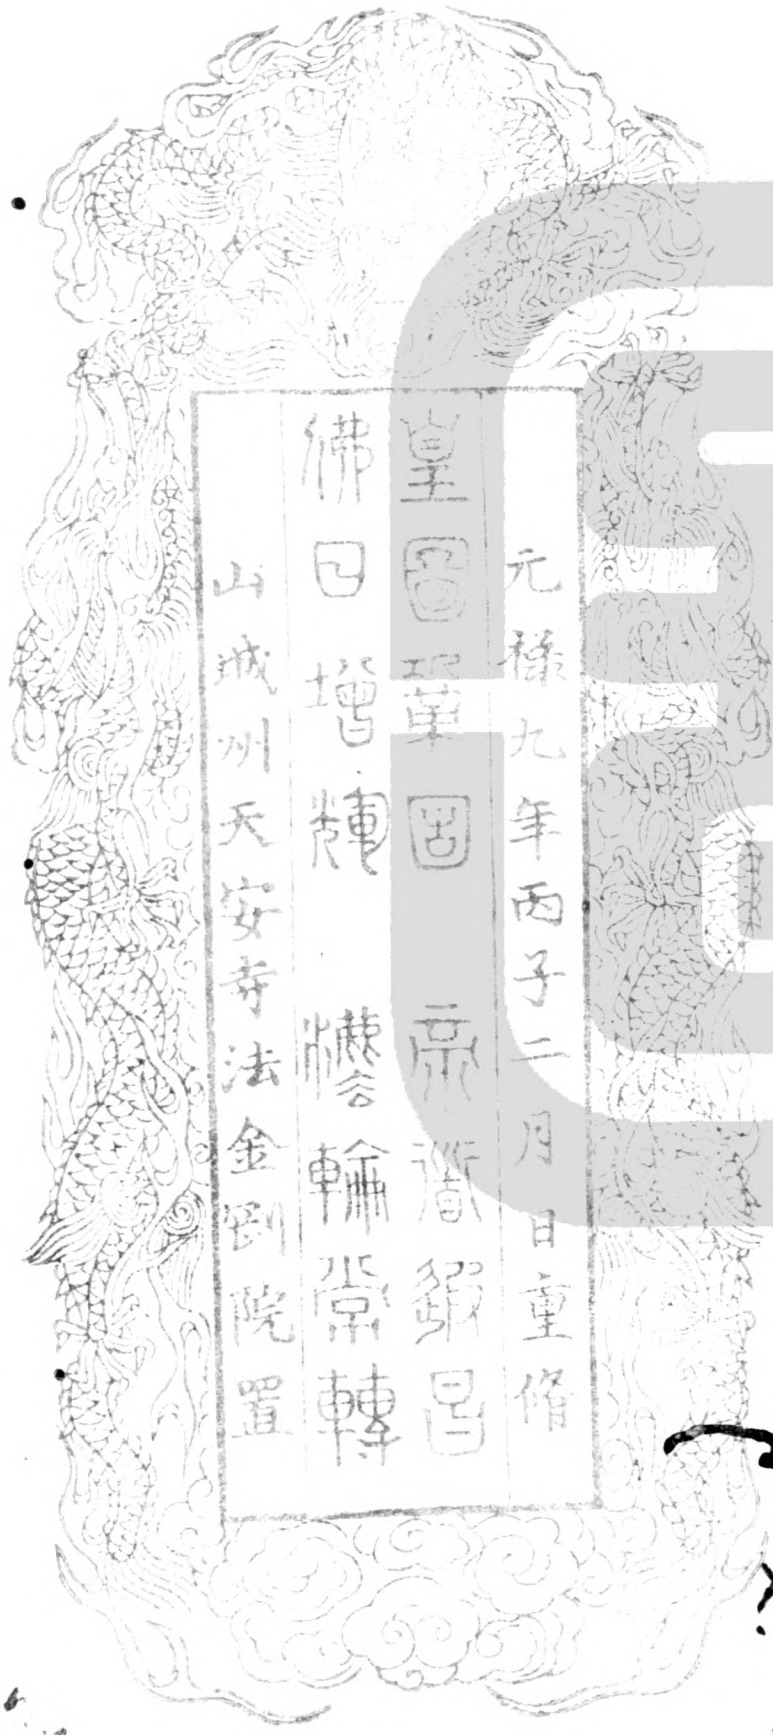 元祿九年丙子二月日重脩
皇圖鞏固 帝道遐昌
佛日增輝 灋輪常轉
山城州天安寺法金剛院置